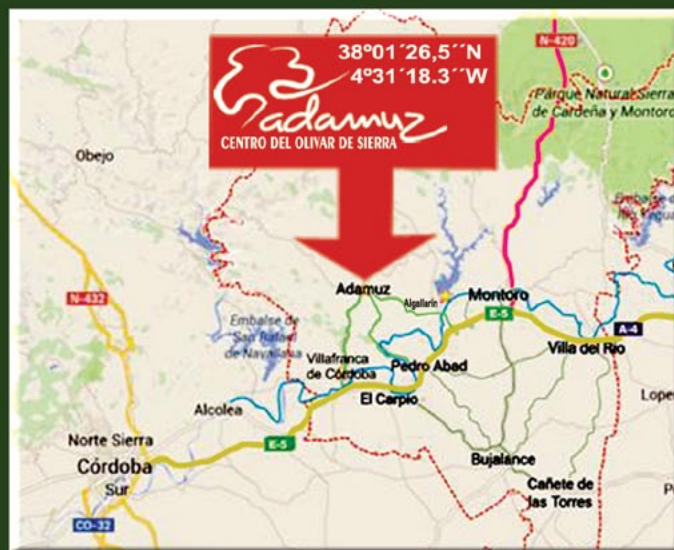 38º01´26,5´´N
4º31´18.3´´W
adamuz
CENTRO DEL OLIVAR DE SIERRA
N-420
Parque Natural Sierra
de Cardeña y Montoro
Obejo
Embalse de
N-432
Adamuz
Algallarín
Montoro
E-5
A-4
Embalse de
San Rafael
de Navallana
Villafranca
de Córdoba
Pedro Abad
Villa del Rio
El Carpio
Alcolea
Lope
E-5
Norte Sierra
Córdoba
Sur
Bujalance
Cañete de
las Torres
CO-32